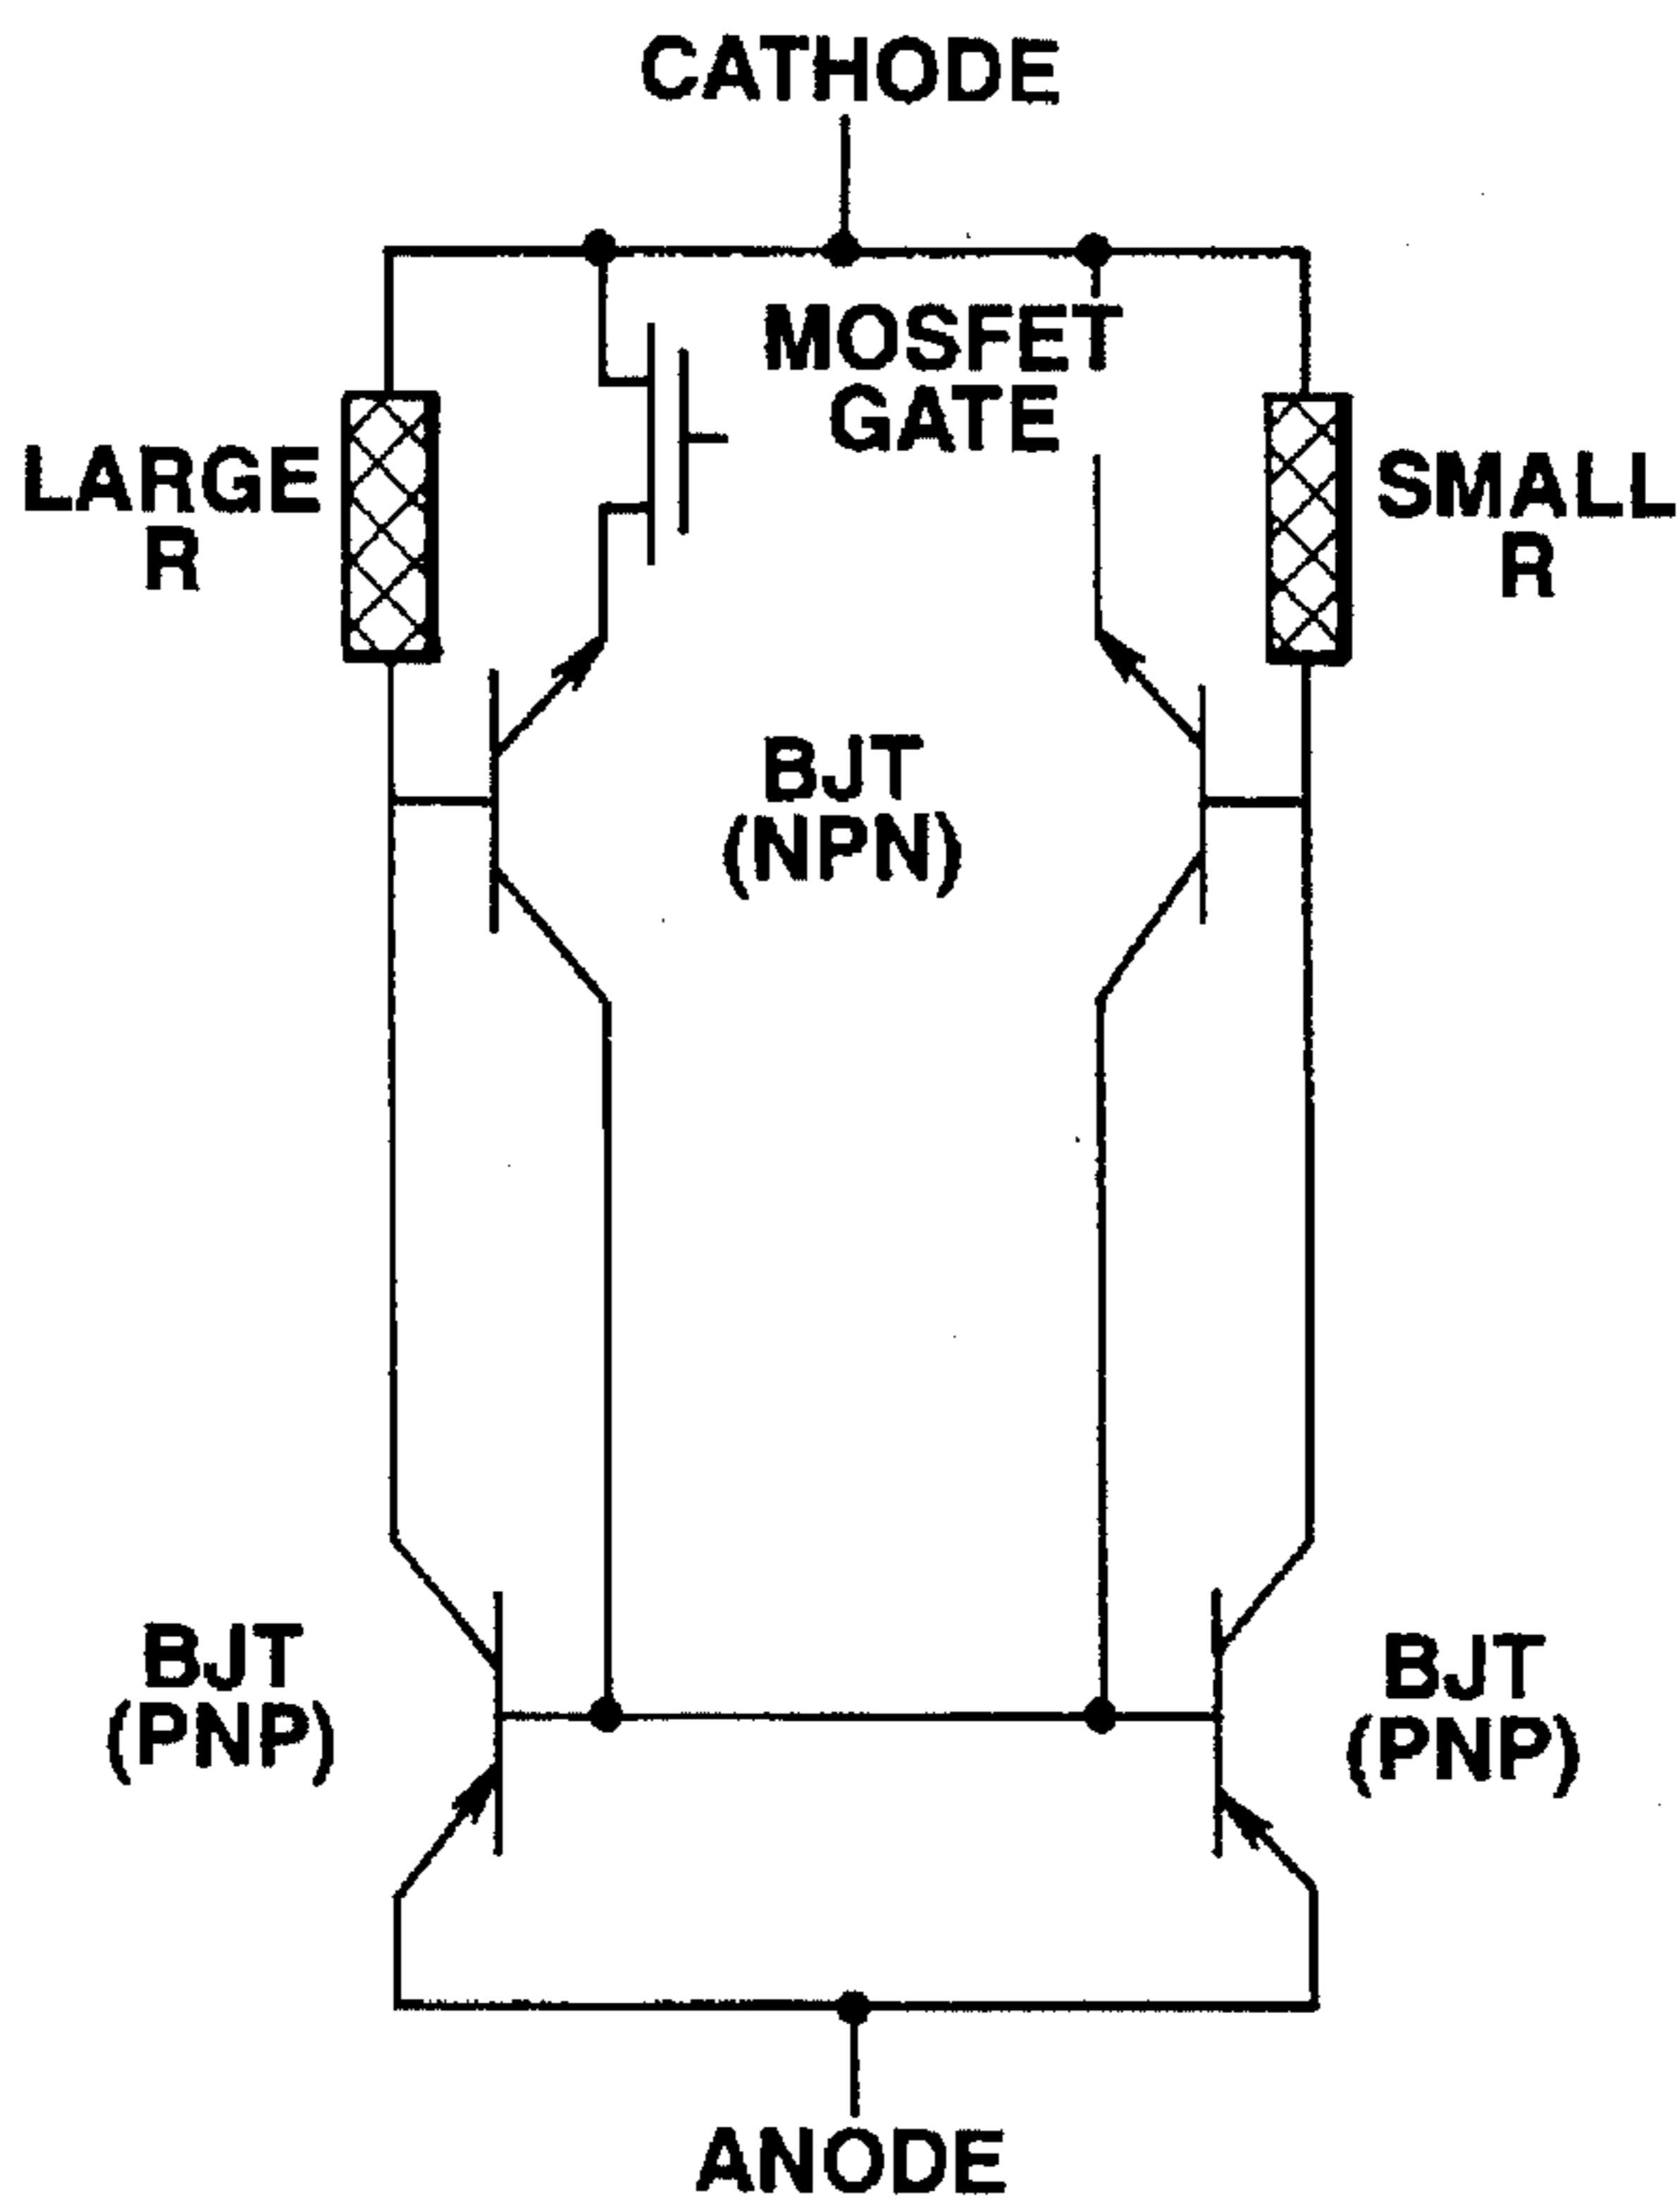 CATHODE
MOSFET
GATE
LARGE
R
SMALL
R
BJT
(NPN)
BJT
(PNP)
BJT
(PNP)
ANODE